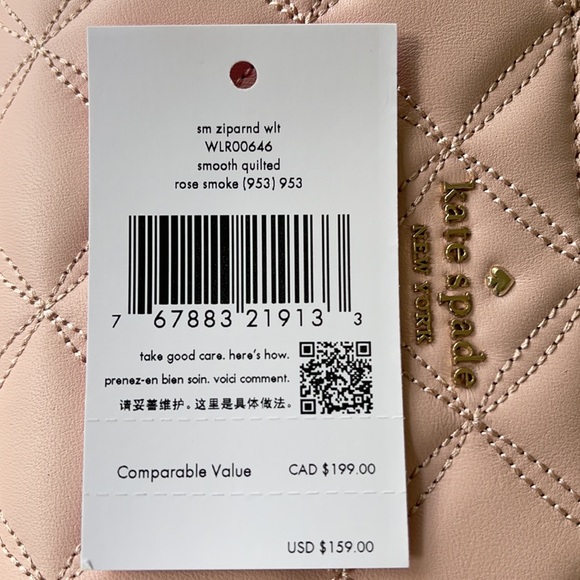 sm ziparnd wlt
WLR00646
smooth quilted
rose smoke (953) 953
7 67883 21913 3
take good care. here's how.
prenez-en bien soin. voici comment.
请妥善维护。这里是具体做法。
Comparable Value CAD $199.00
USD $159.00
kate spade
NEW YORK